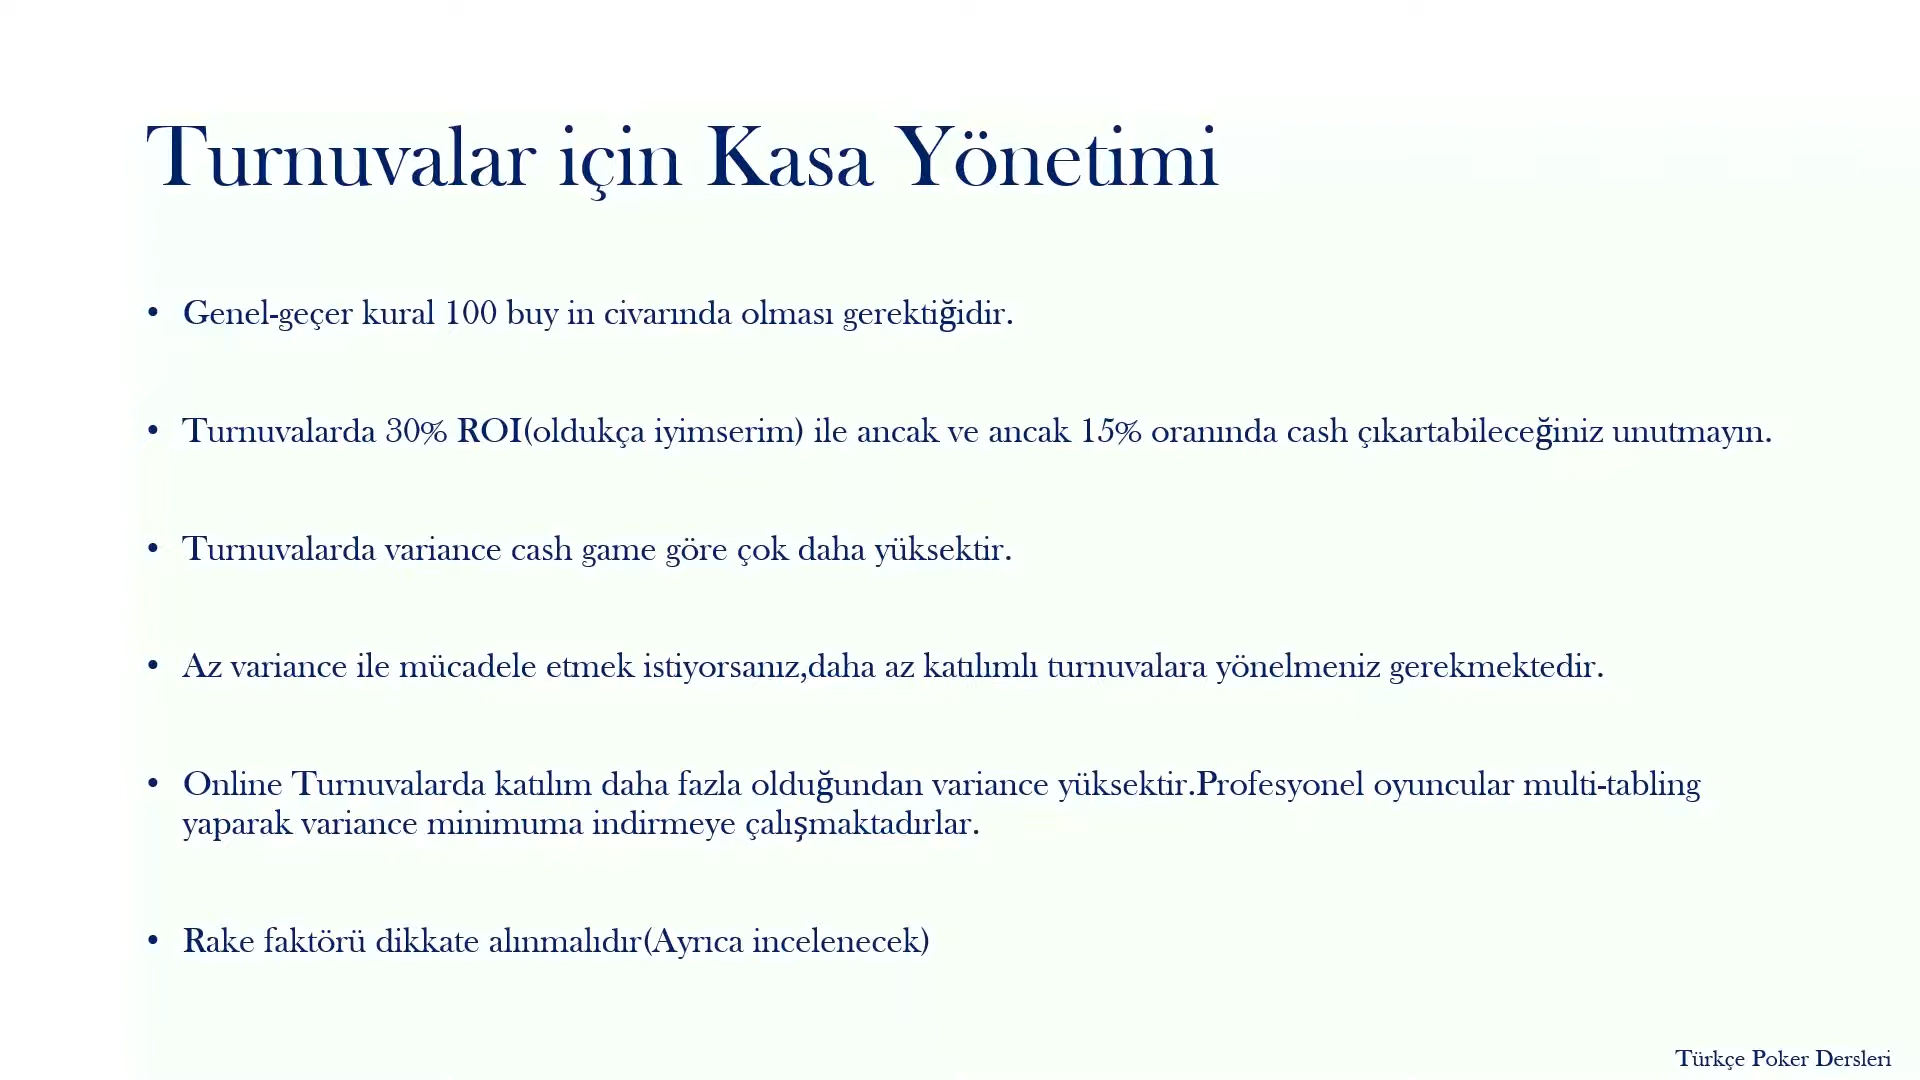 Turnuvalar için Kasa Yönetimi
• Genel-geçer kural 100 buy in civarında olması gerektiğidir.
• Turnuvalarda 30% ROI(oldukça iyimserim) ile ancak ve ancak 15% oranında cash çıkartabileceğiniz unutmayın.
• Turnuvalarda variance cash game göre çok daha yüksektir.
• Az variance ile mücadele etmek istiyorsanız,daha az katılımlı turnuvalara yönelmeniz gerekmektedir.
• Online Turnuvalarda katılım daha fazla olduğundan variance yüksektir.Profesyonel oyuncular multi-tabling
yaparak variance minimuma indirmeye çalışmaktadırlar.
• Rake faktörü dikkate alınmalıdır(Ayrıca incelenecek)
Türkçe Poker Dersleri